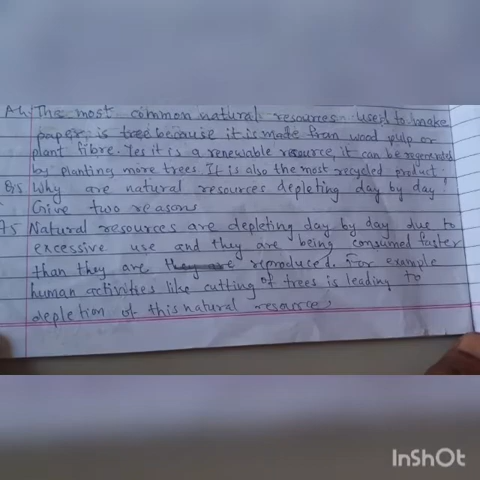 A4. The most common natural resources used to make
paper is tree because it is made from wood pulp or
plant fibre. Yes it is a renewable resource, it can be regenerated
by planting more trees. It is also the most recycled product.
Q5 Why are natural resources depleting day by day
Give two reasons
A5 Natural resources are depleting day by day due to
excessive use and they are being consumed faster
than they are reproduced. For example
human activities like cutting of trees is leading to
depletion of this natural resource.
InShOt